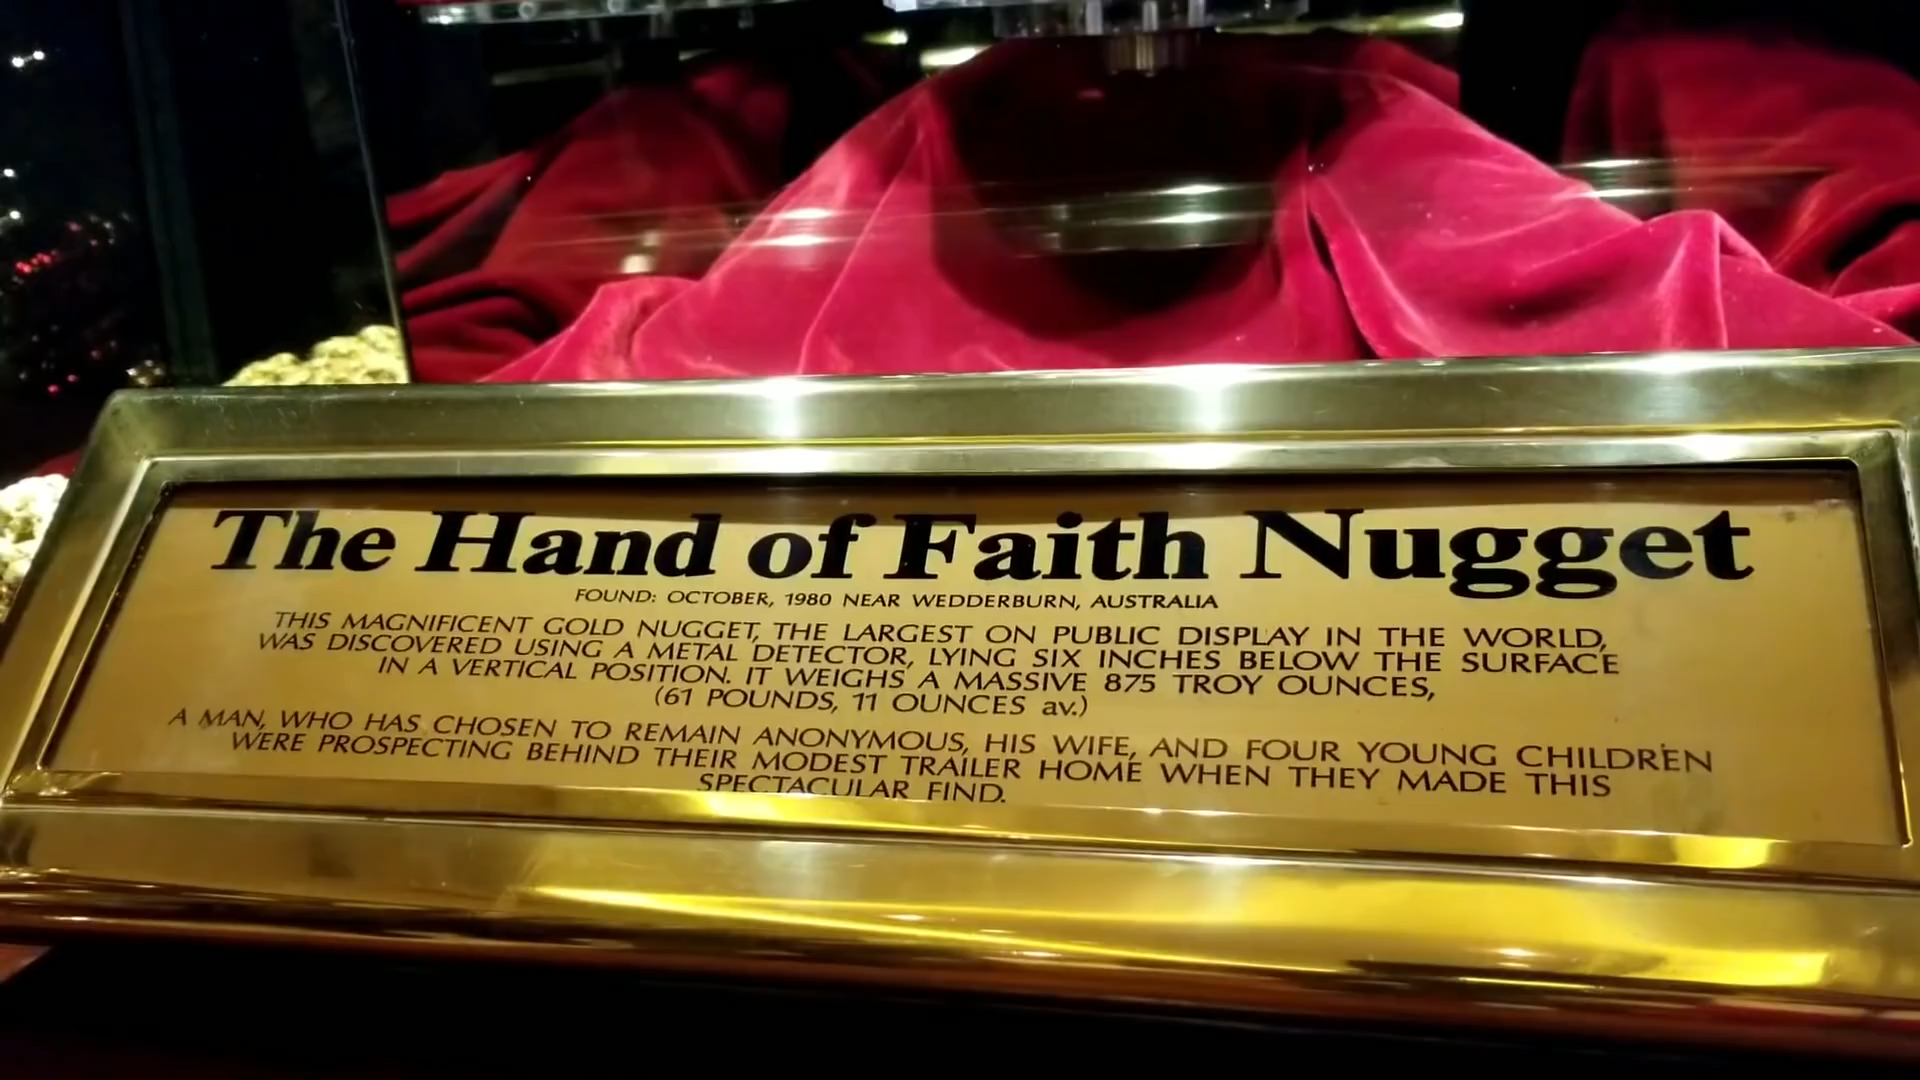 The Hand of Faith Nugget
FOUND: OCTOBER, 1980 NEAR WEDDERBURN, AUSTRALIA
THIS MAGNIFICENT GOLD NUGGET, THE LARGEST ON PUBLIC DISPLAY IN THE WORLD,
WAS DISCOVERED USING A METAL DETECTOR, LYING SIX INCHES BELOW THE SURFACE
IN A VERTICAL POSITION. IT WEIGHS A MASSIVE 875 TROY OUNCES,
(61 POUNDS, 11 OUNCES av.)
A MAN, WHO HAS CHOSEN TO REMAIN ANONYMOUS, HIS WIFE, AND FOUR YOUNG CHILDREN
WERE PROSPECTING BEHIND THEIR MODEST TRAILER HOME WHEN THEY MADE THIS
SPECTACULAR FIND.